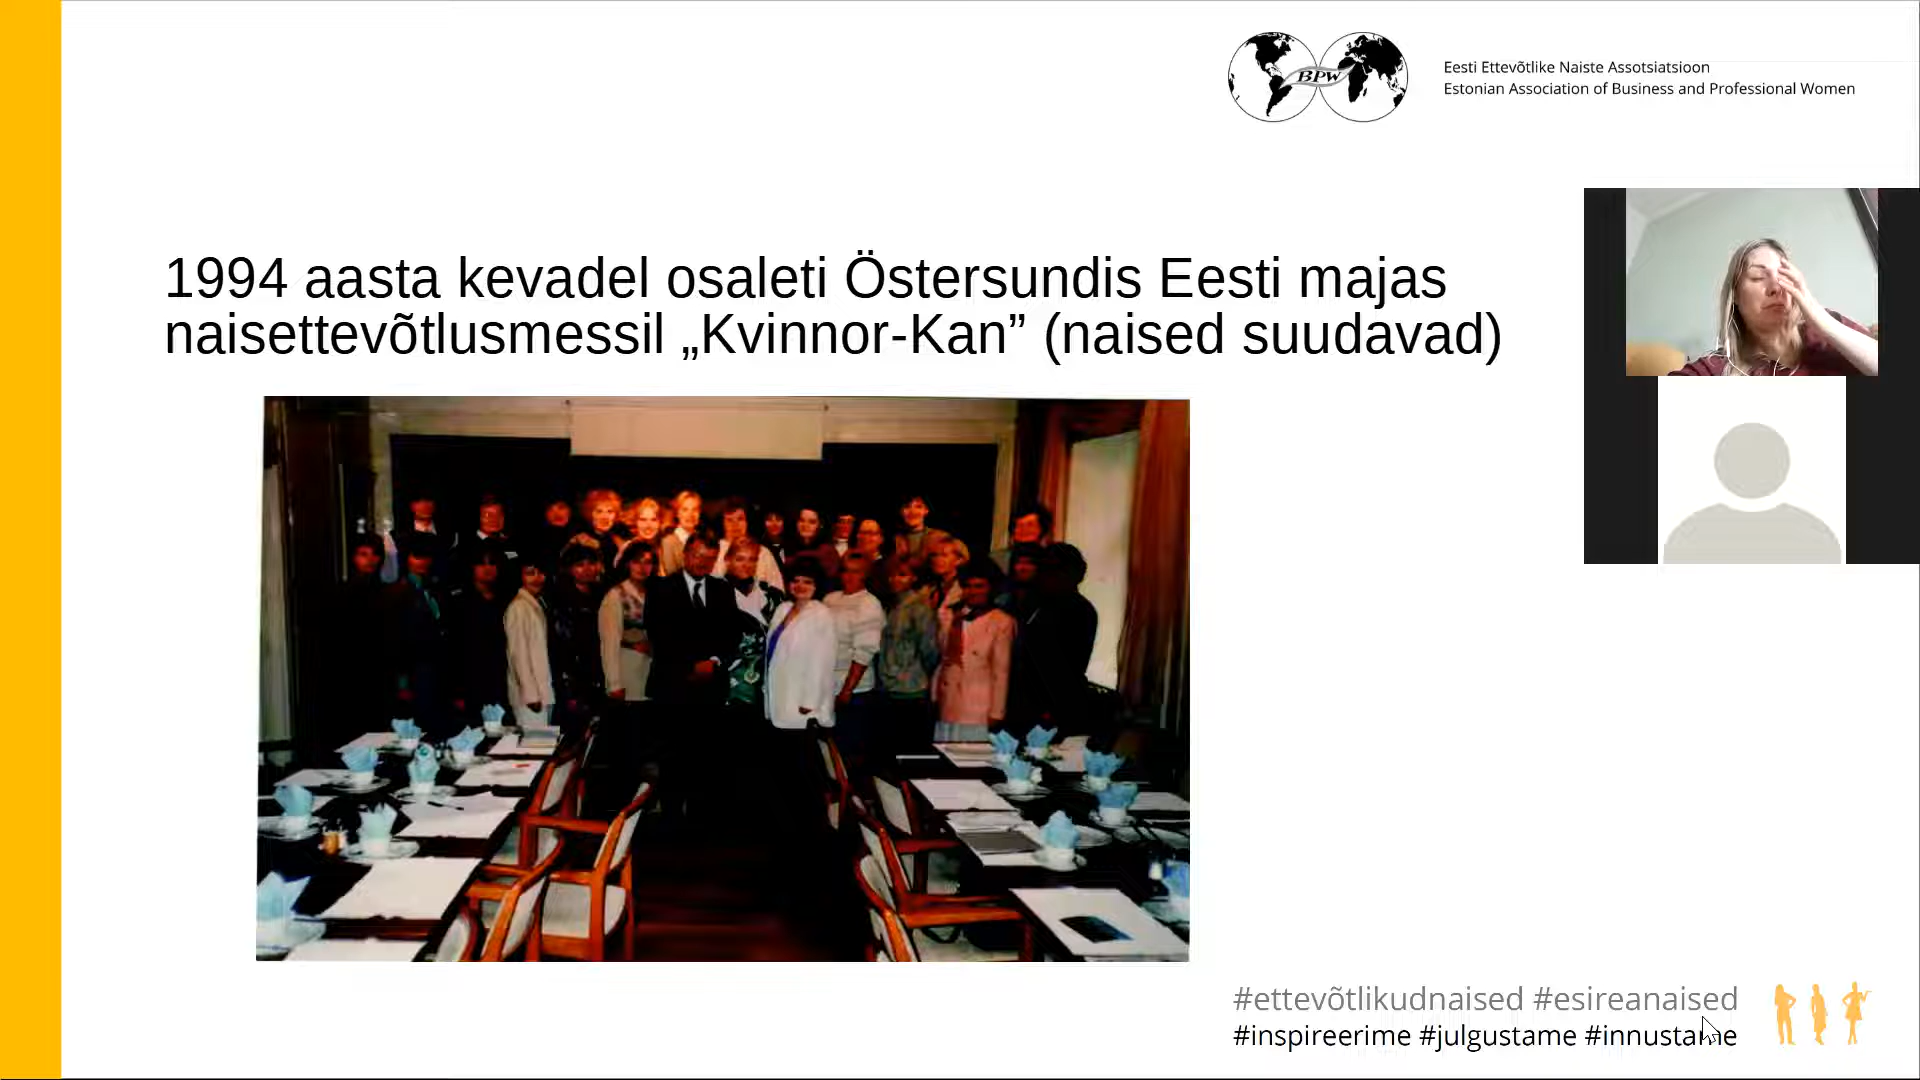 BPW
Eesti Ettevõtlike Naiste Assotsiatsioon
Estonian Association of Business and Professional Women
1994 aasta kevadel osaleti Östersundis Eesti majas
naisettevõtlusmessil „Kvinnor-Kan” (naised suudavad)
#ettevõtlikudnaised #esireanaised
#inspireerime #julgustame #innustame